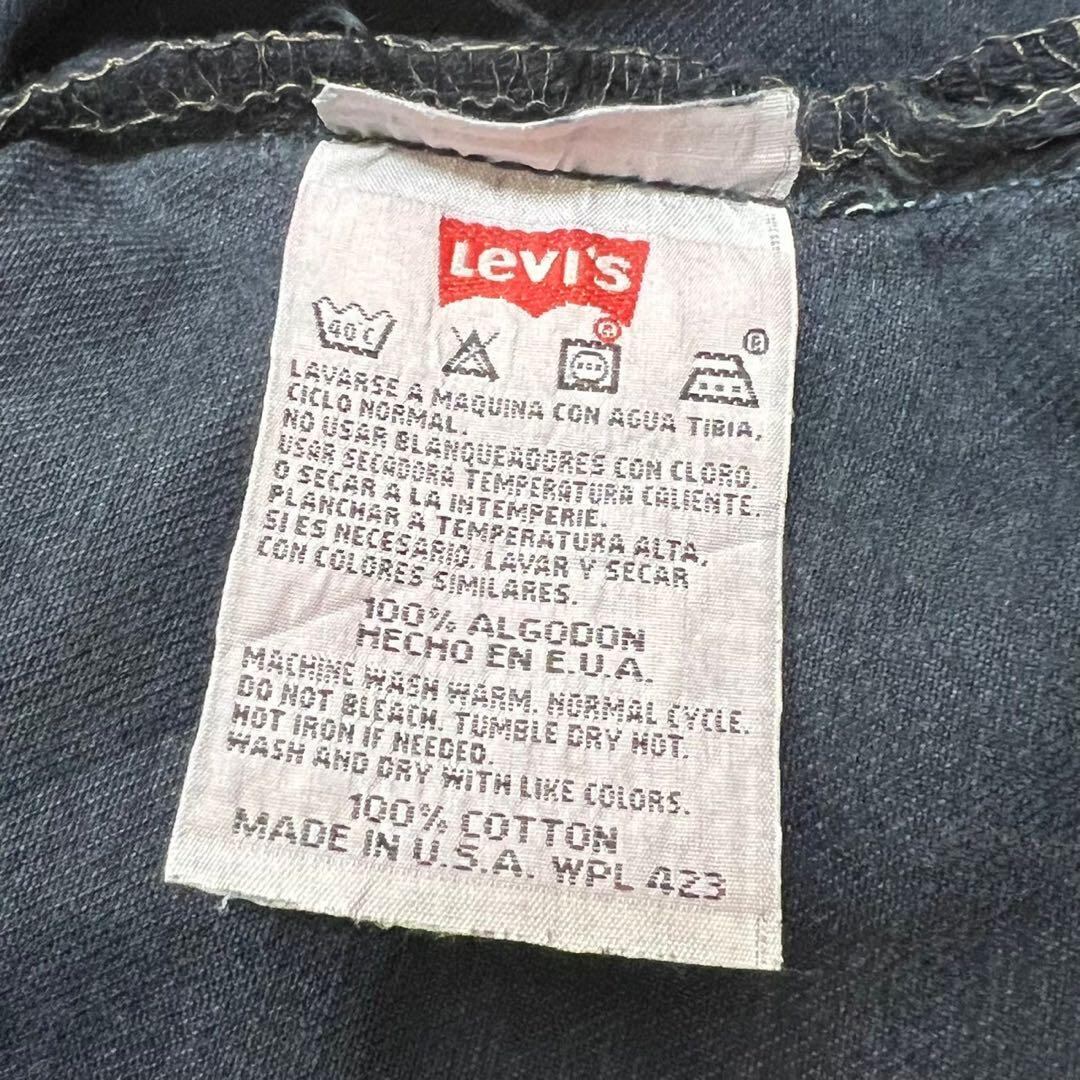 Levi's
®
40C
®
LAVARSE A MAQUINA CON AGUA TIBIA,
CICLO NORMAL.
NO USAR BLANQUEADORES CON CLORO.
USAR SECADORA TEMPERATURA CALIENTE.
O SECAR A LA INTEMPERIE.
PLANCHAR A TEMPERATURA ALTA,
SI ES NECESARIO. LAVAR Y SECAR
CON COLORES SIMILARES.
100% ALGODON
HECHO EN E.U.A.
MACHINE WASH WARM. NORMAL CYCLE.
DO NOT BLEACH. TUMBLE DRY HOT.
HOT IRON IF NEEDED.
WASH AND DRY WITH LIKE COLORS.
100% COTTON
MADE IN U.S.A. WPL 423